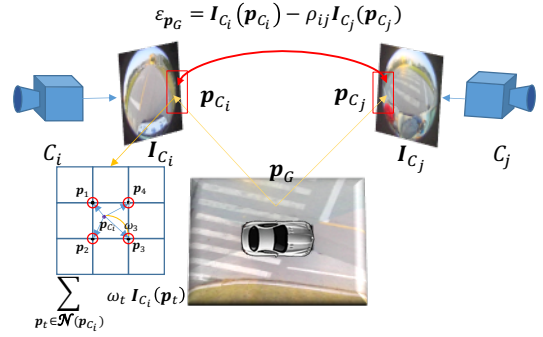 ε_{p_G} = I_{C_i}(p_{C_i}) − ρ_{ij} I_{C_j}(p_{C_j})
p_{C_i} p_{C_j}
C_i I_{C_i} I_{C_j} C_j
p_G
p_1 p_4
p_{C_i} ω_3
p_2 p_3
∑_{p_t ∈ 𝓝(p_{C_i})} ω_t I_{C_i}(p_t)